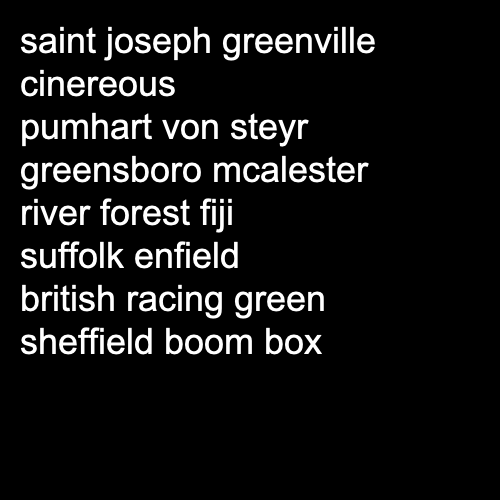 saint joseph greenville
cinereous
pumhart von steyr
greensboro mcalester
river forest fiji
suffolk enfield
british racing green
sheffield boom box